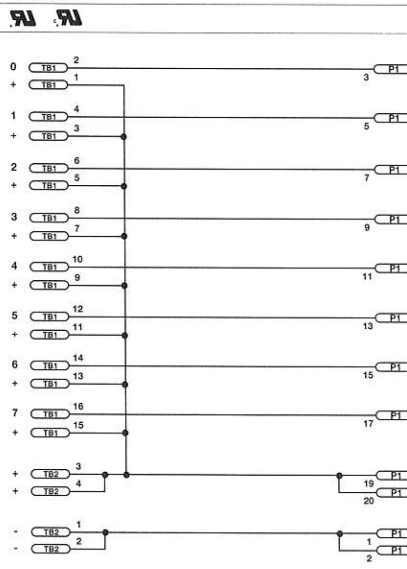 0 TB1 2 3 P1
+ TB1 1
1 TB1 4 5 P1
+ TB1 3
2 TB1 6 7 P1
+ TB1 5
3 TB1 8 9 P1
+ TB1 7
4 TB1 10 11 P1
+ TB1 9
5 TB1 12 13 P1
+ TB1 11
6 TB1 14 15 P1
+ TB1 13
7 TB1 16 17 P1
+ TB1 15
+ TB2 3 19 P1
+ TB2 4 20 P1
- TB2 1 1 P1
- TB2 2 2 P1